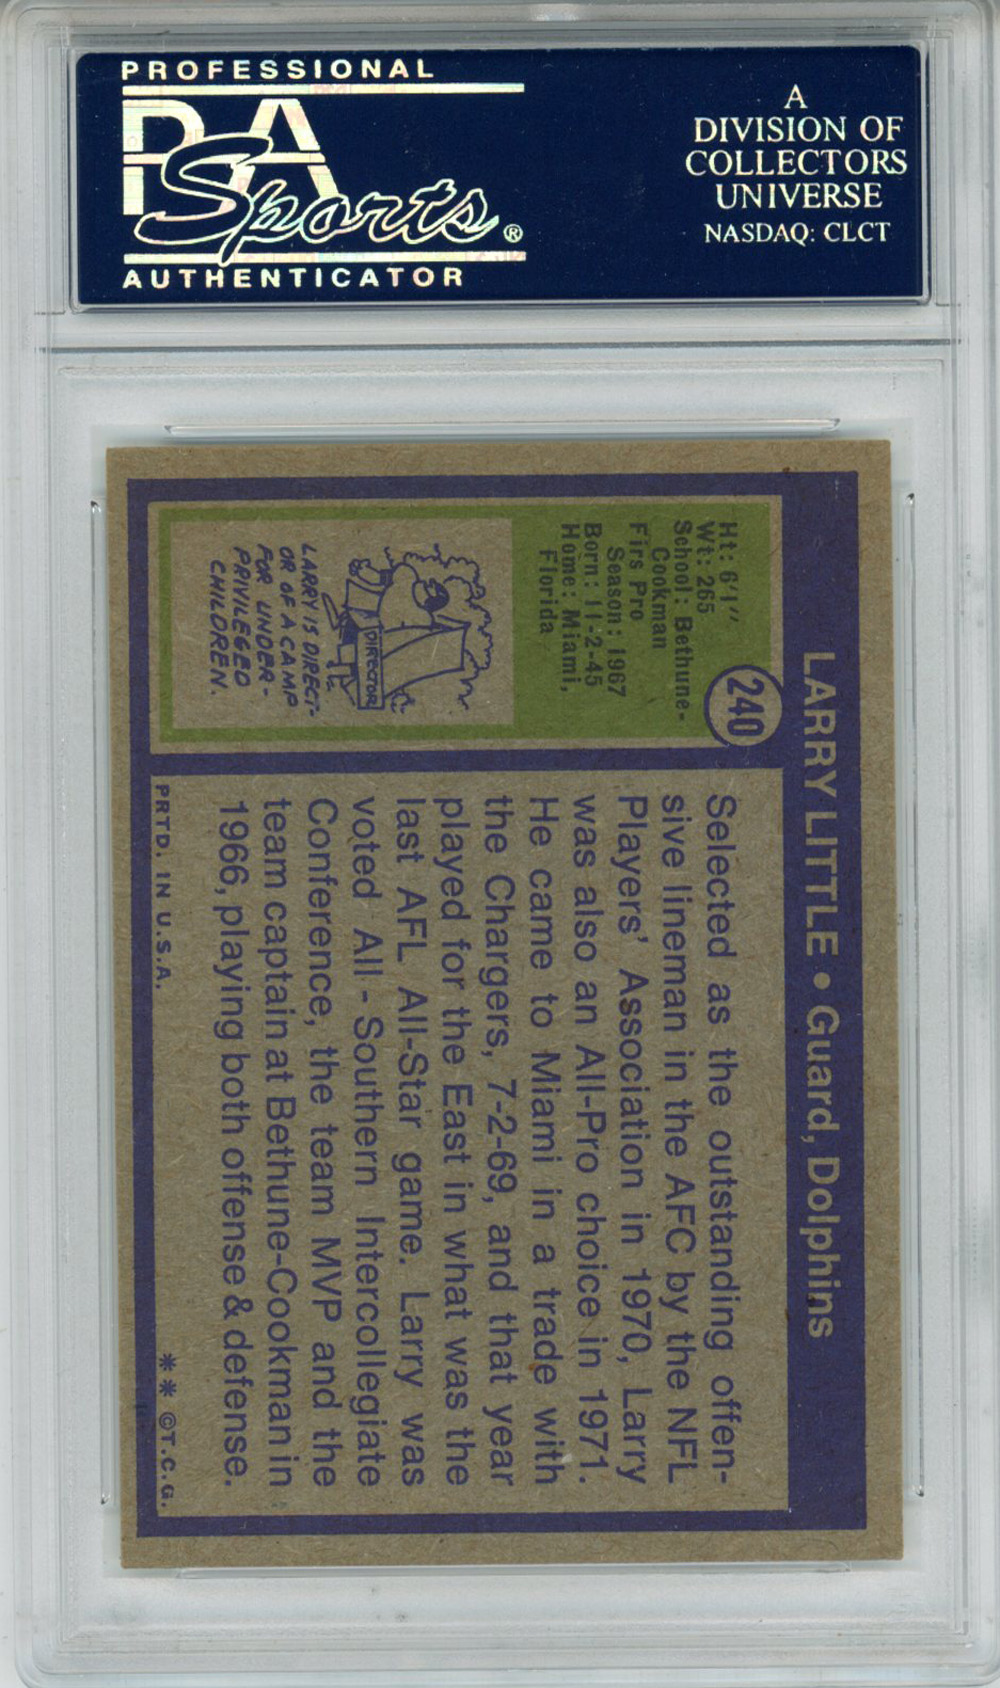 PROFESSIONAL
PSA
Sports®
AUTHENTICATOR
A
DIVISION OF
COLLECTORS
UNIVERSE
NASDAQ: CLCT
LARRY LITTLE • Guard, Dolphins
240
Ht: 6'1"
Wt: 265
School: Bethune-
Cookman
Firs Pro
Season: 1967
Born: 11-2-45
Home: Miami,
Florida
DIRECTOR
LARRY IS DIRECT-
OR OF A CAMP
FOR UNDER-
PRIVILEGED
CHILDREN.
Selected as the outstanding offen-
sive lineman in the AFC by the NFL
Players' Association in 1970, Larry
was also an All-Pro choice in 1971.
He came to Miami in a trade with
the Chargers, 7-2-69, and that year
played for the East in what was the
last AFL All-Star game. Larry was
voted All-Southern Intercollegiate
Conference, the team MVP and the
team captain at Bethune-Cookman in
1966, playing both offense & defense.
PRTD. IN U.S.A.
** ©T.C.G.